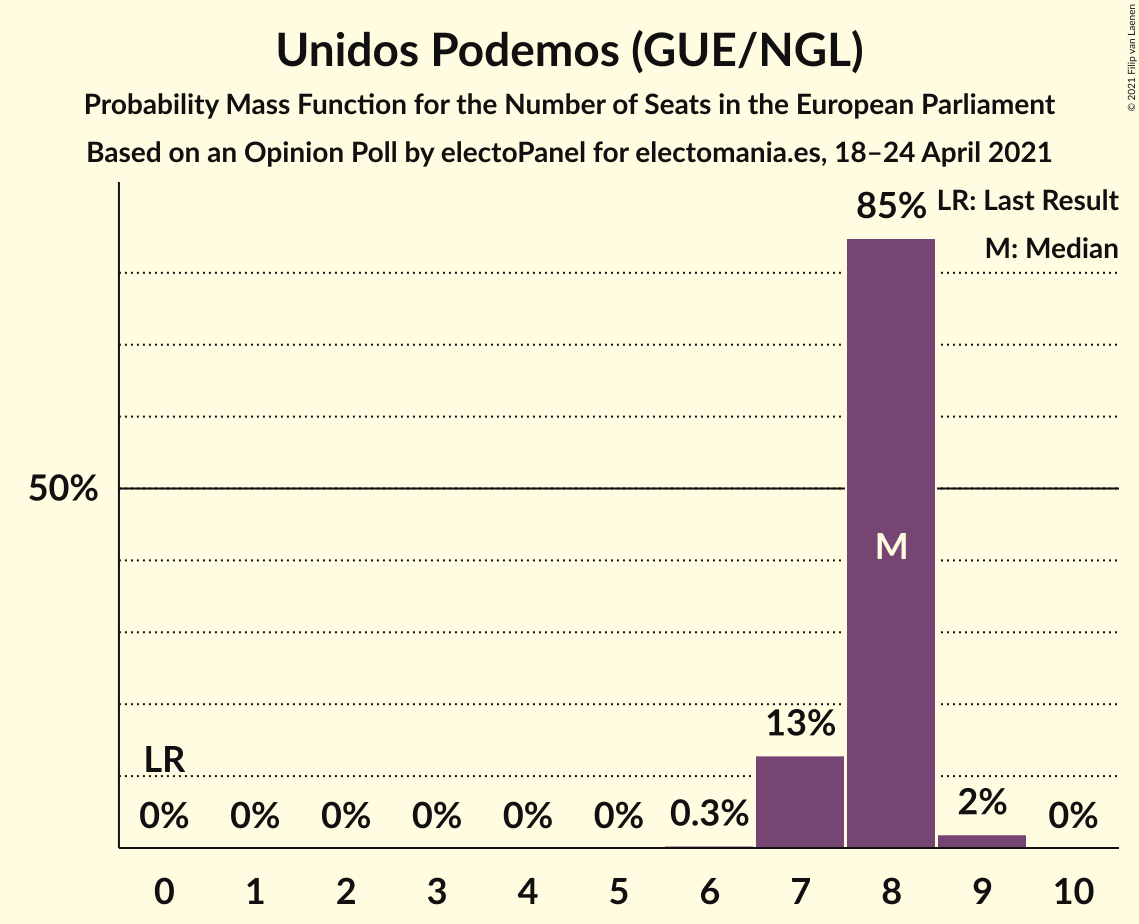 Unidos Podemos (GUE/NGL)
Probability Mass Function for the Number of Seats in the European Parliament
Based on an Opinion Poll by electoPanel for electomania.es, 18–24 April 2021
© 2021 Filip van Laenen
85%
LR: Last Result
M: Median
50%
M
13%
LR
0% 0% 0% 0% 0% 0% 0.3% 2% 0%
0 1 2 3 4 5 6 7 8 9 10